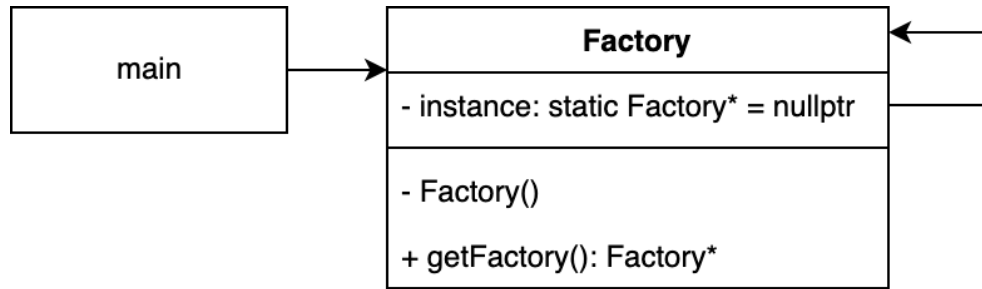 main
Factory
- instance: static Factory* = nullptr
- Factory()
+ getFactory(): Factory*